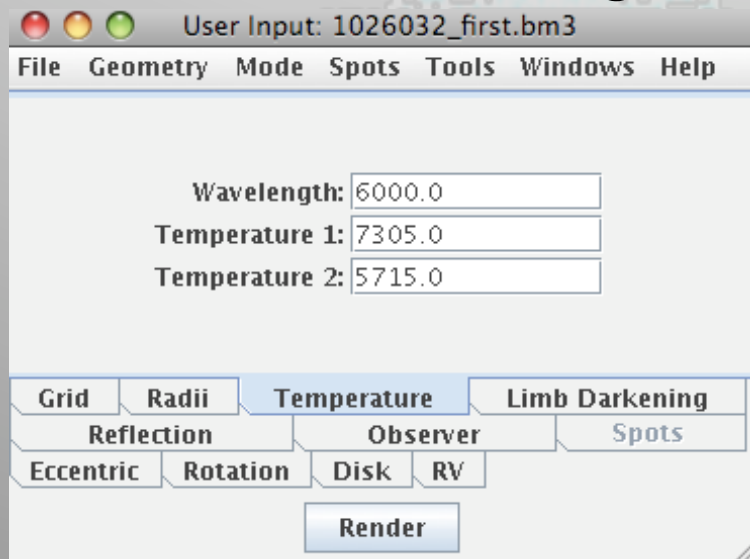 User Input: 1026032_first.bm3
File Geometry Mode Spots Tools Windows Help
Wavelength: 6000.0
Temperature 1: 7305.0
Temperature 2: 5715.0
Grid Radii Temperature Limb Darkening
Reflection Observer Spots
Eccentric Rotation Disk RV
Render